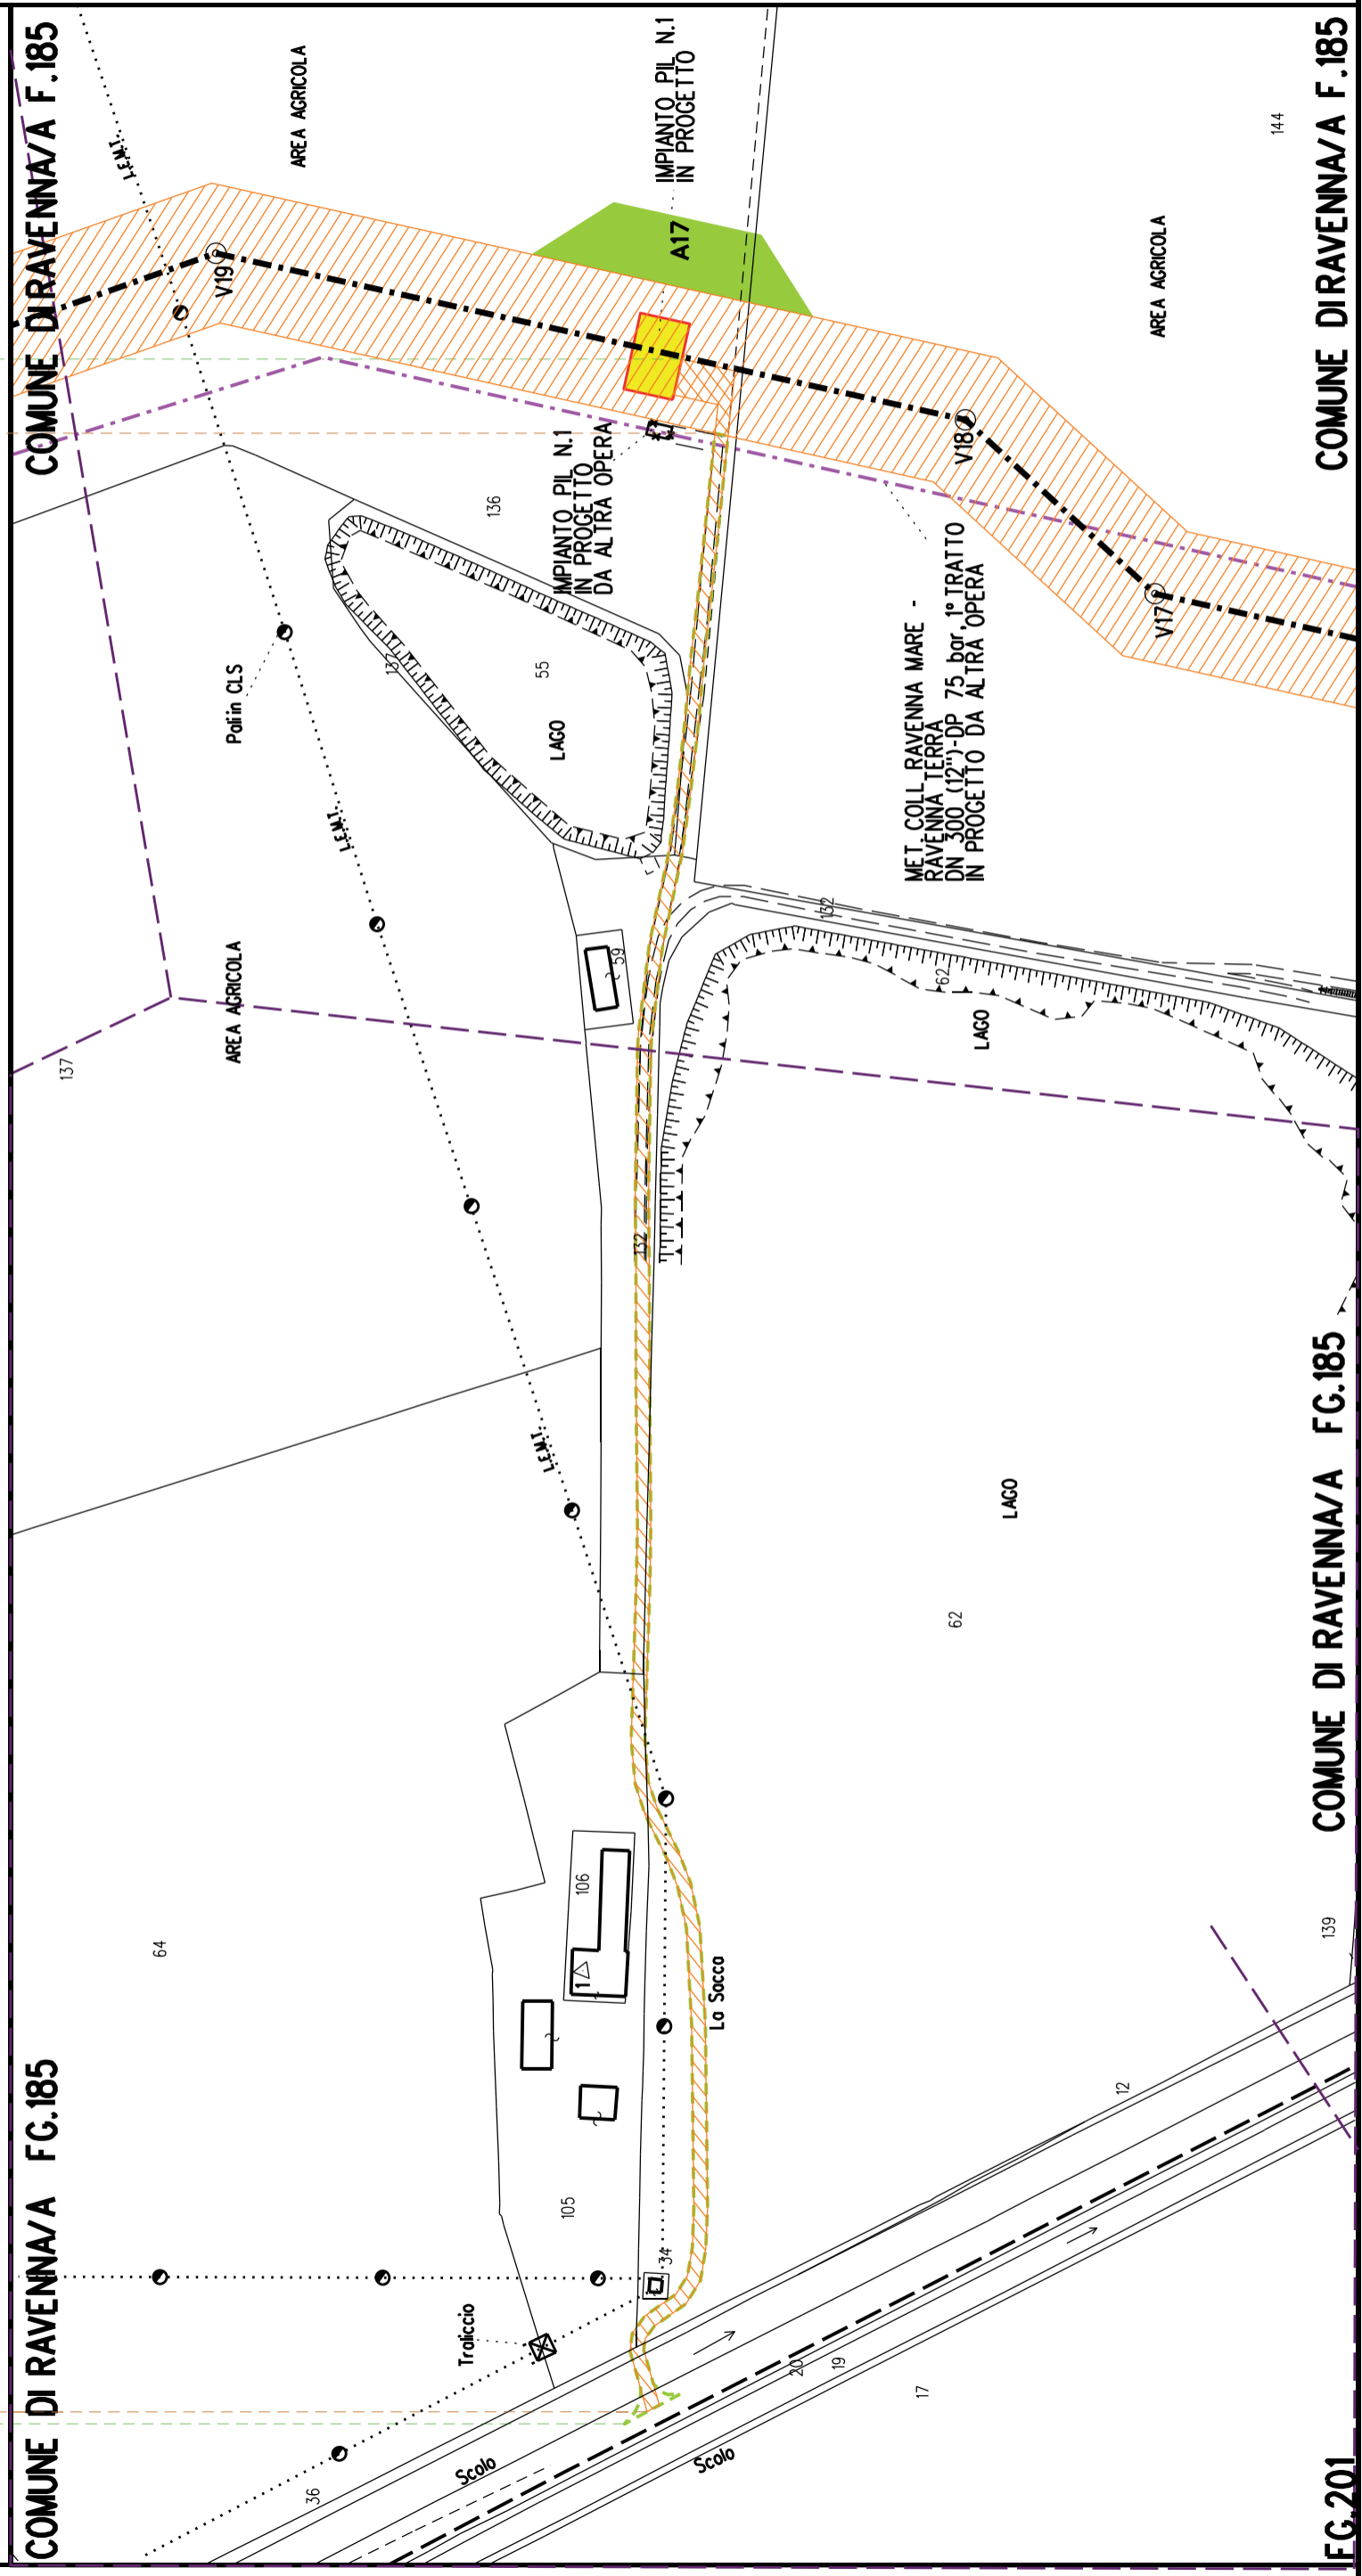 COMUNE DI RAVENNA/A FG.185
COMUNE DI RAVENNA/A F.185
36
64
137
AREA AGRICOLA
Palin CLS
L.E.M.T.
L.E.M.T.
L.E.M.T.
V19
AREA AGRICOLA
Traliccio
105
106
1
59
137
136
55
LAGO
IMPIANTO PIL N.1
IN PROGETTO
DA ALTRA OPERA
IMPIANTO PIL N.1
IN PROGETTO
A17
Scolo
34
132
Scolo
La Sacca
20
19
17
12
62
LAGO
132
62
LAGO
MET. COLL. RAVENNA MARE -
RAVENNA TERRA
DN 300 (12")-DP 75 bar, 1° TRATTO
IN PROGETTO DA ALTRA OPERA
V18
V17
AREA AGRICOLA
144
139
FG.201
COMUNE DI RAVENNA/A FG.185
COMUNE DI RAVENNA/A F.185